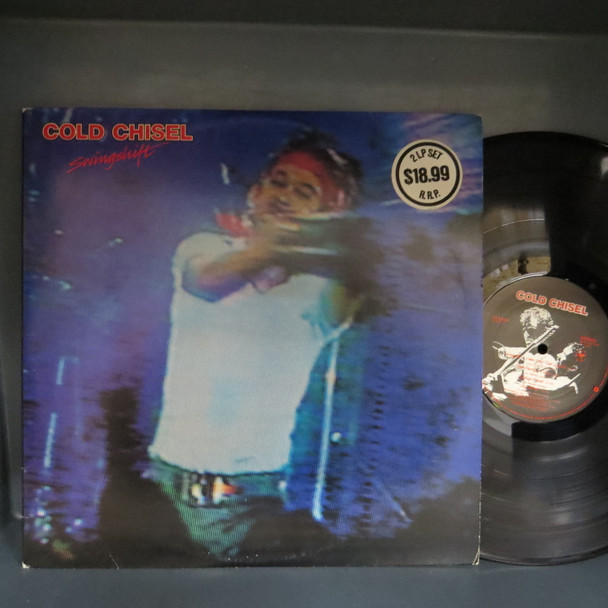 COLD CHISEL
Swingshift
2 LP SET
$18.99
R.R.P.
COLD CHISEL